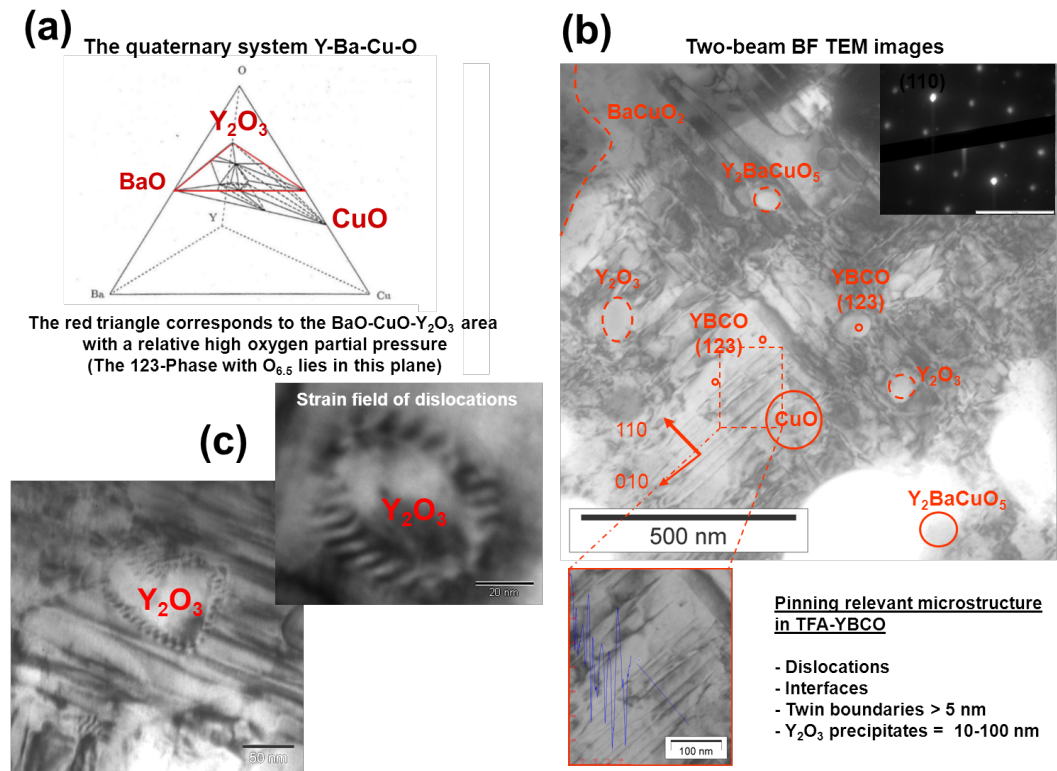 (a)
The quaternary system Y-Ba-Cu-O
O
Y₂O₃
BaO
CuO
Y
Ba
Cu
The red triangle corresponds to the BaO-CuO-Y₂O₃ area
with a relative high oxygen partial pressure
(The 123-Phase with O₆.₅ lies in this plane)
(b)
Two-beam BF TEM images
(110)
BaCuO₂
Y₂BaCuO₅
Y₂O₃
YBCO
(123)
YBCO
(123)
Y₂O₃
CuO
110
010
Y₂BaCuO₅
500 nm
100 nm
(c)
Strain field of dislocations
Y₂O₃
20 nm
Y₂O₃
50 nm
Pinning relevant microstructure
in TFA-YBCO
- Dislocations
- Interfaces
- Twin boundaries > 5 nm
- Y₂O₃ precipitates = 10-100 nm